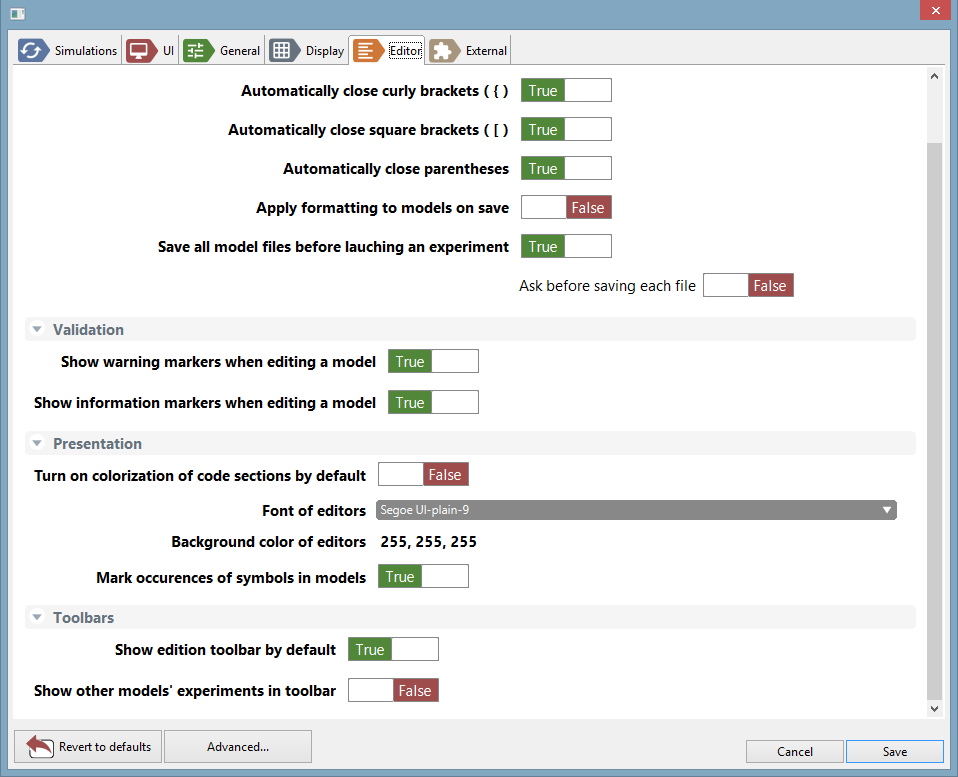 Simulations UI General Display Editor External
Automatically close curly brackets ( { ) True
Automatically close square brackets ( [ ) True
Automatically close parentheses True
Apply formatting to models on save False
Save all model files before lauching an experiment True
Ask before saving each file False
Validation
Show warning markers when editing a model True
Show information markers when editing a model True
Presentation
Turn on colorization of code sections by default False
Font of editors Segoe UI-plain-9
Background color of editors 255, 255, 255
Mark occurences of symbols in models True
Toolbars
Show edition toolbar by default True
Show other models' experiments in toolbar False
Revert to defaults Advanced... Cancel Save